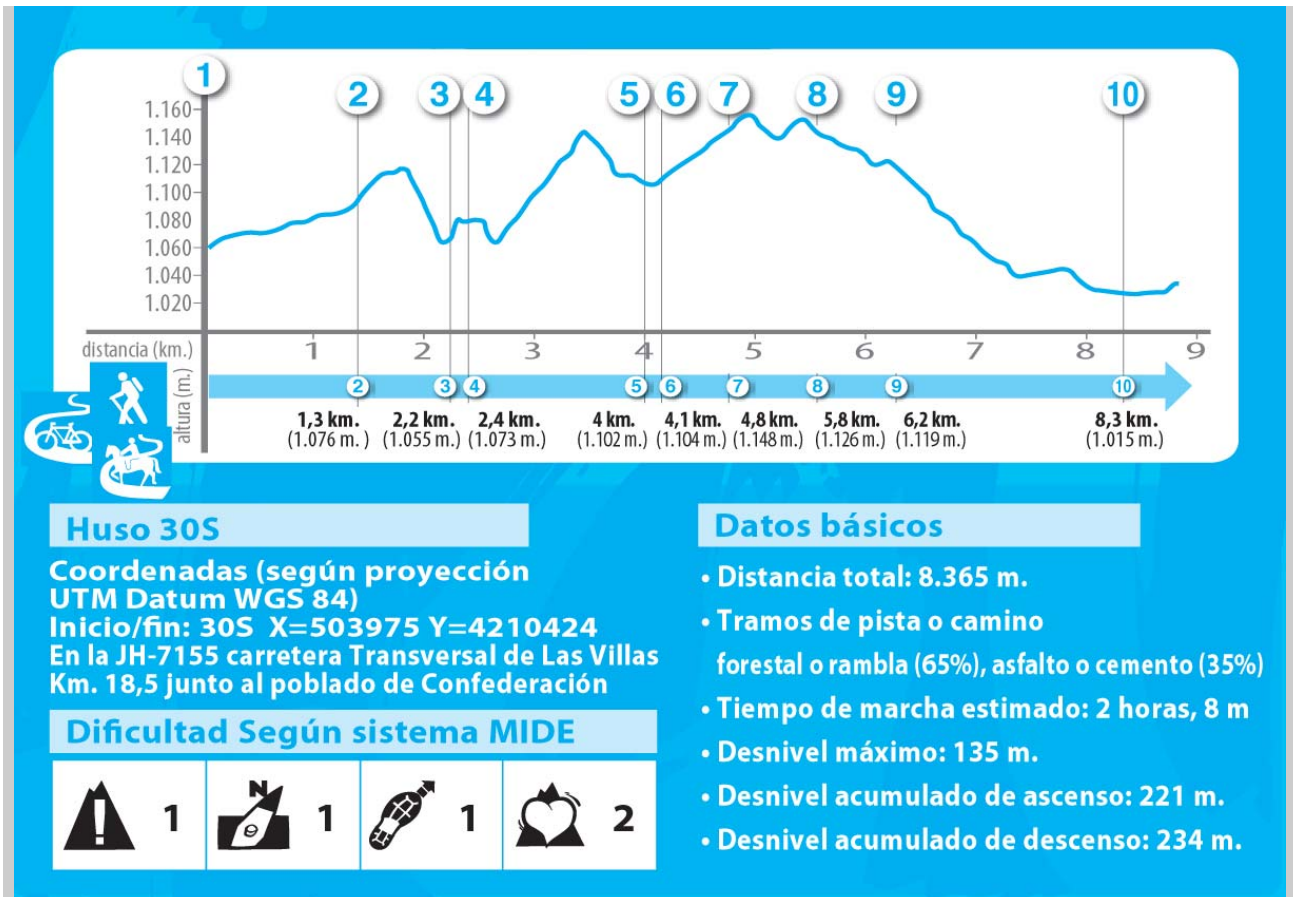 1
2
3
4
5
6
7
8
9
10
1.160
1.140
1.120
1.100
1.080
1.060
1.040
1.020
distancia (km.)
1 2 3 4 5 6 7 8 9
altura (m.)
2 3 4 5 6 7 8 9 10
1,3 km. 2,2 km. 2,4 km. 4 km. 4,1 km. 4,8 km. 5,8 km. 6,2 km. 8,3 km.
(1.076 m. ) (1.055 m.) (1.073 m.) (1.102 m.) (1.104 m.) (1.148 m.) (1.126 m.) (1.119 m.) (1.015 m.)
Huso 30S
Coordenadas (según proyección
UTM Datum WGS 84)
Inicio/fin: 30S X=503975 Y=4210424
En la JH-7155 carretera Transversal de Las Villas
Km. 18,5 junto al poblado de Confederación
Dificultad Según sistema MIDE
1
N
1
1
2
Datos básicos
• Distancia total: 8.365 m.
• Tramos de pista o camino
forestal o rambla (65%), asfalto o cemento (35%)
• Tiempo de marcha estimado: 2 horas, 8 m
• Desnivel máximo: 135 m.
• Desnivel acumulado de ascenso: 221 m.
• Desnivel acumulado de descenso: 234 m.